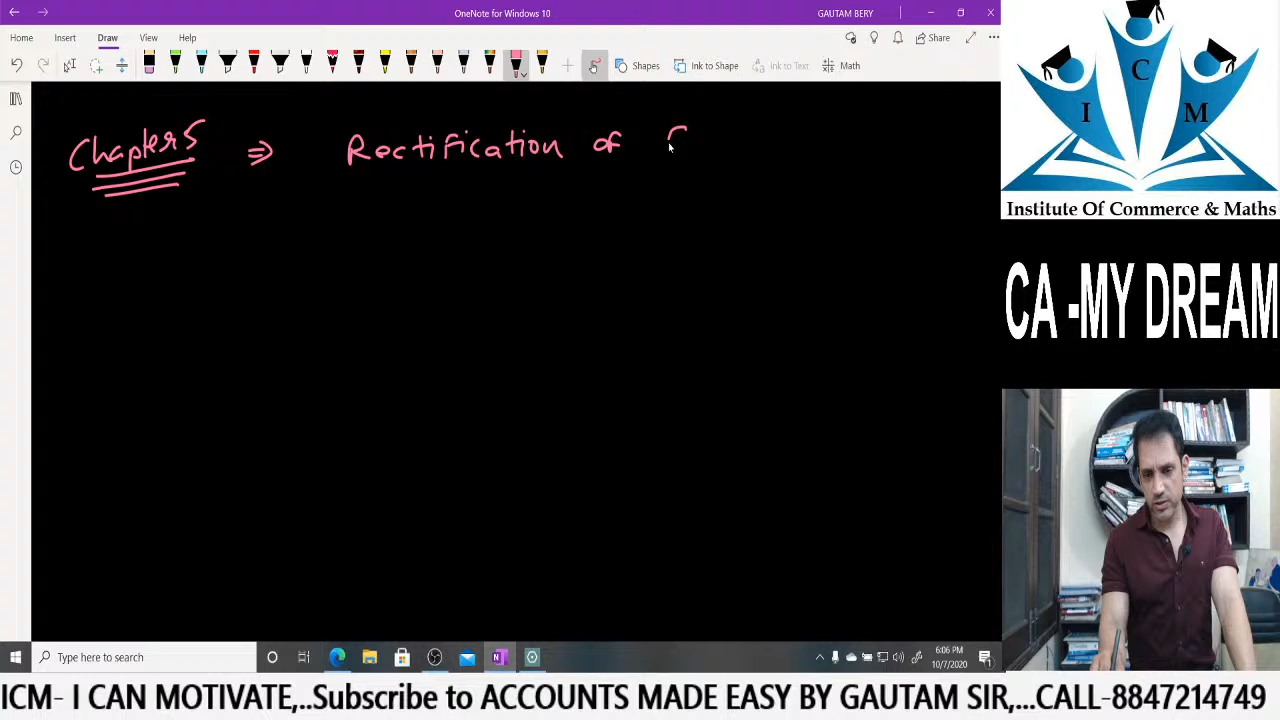 OneNote for Windows 10
GAUTAM BERY
Home Insert Draw View Help
Share
Shapes
Ink to Shape
Ink to Text
Math
Chapter 5 ⇒ Rectification of
I C M
Institute Of Commerce & Maths
CA -MY DREAM
Type here to search
6:06 PM
10/7/2020
ICM- I CAN MOTIVATE,..Subscribe to ACCOUNTS MADE EASY BY GAUTAM SIR,...CALL-8847214749